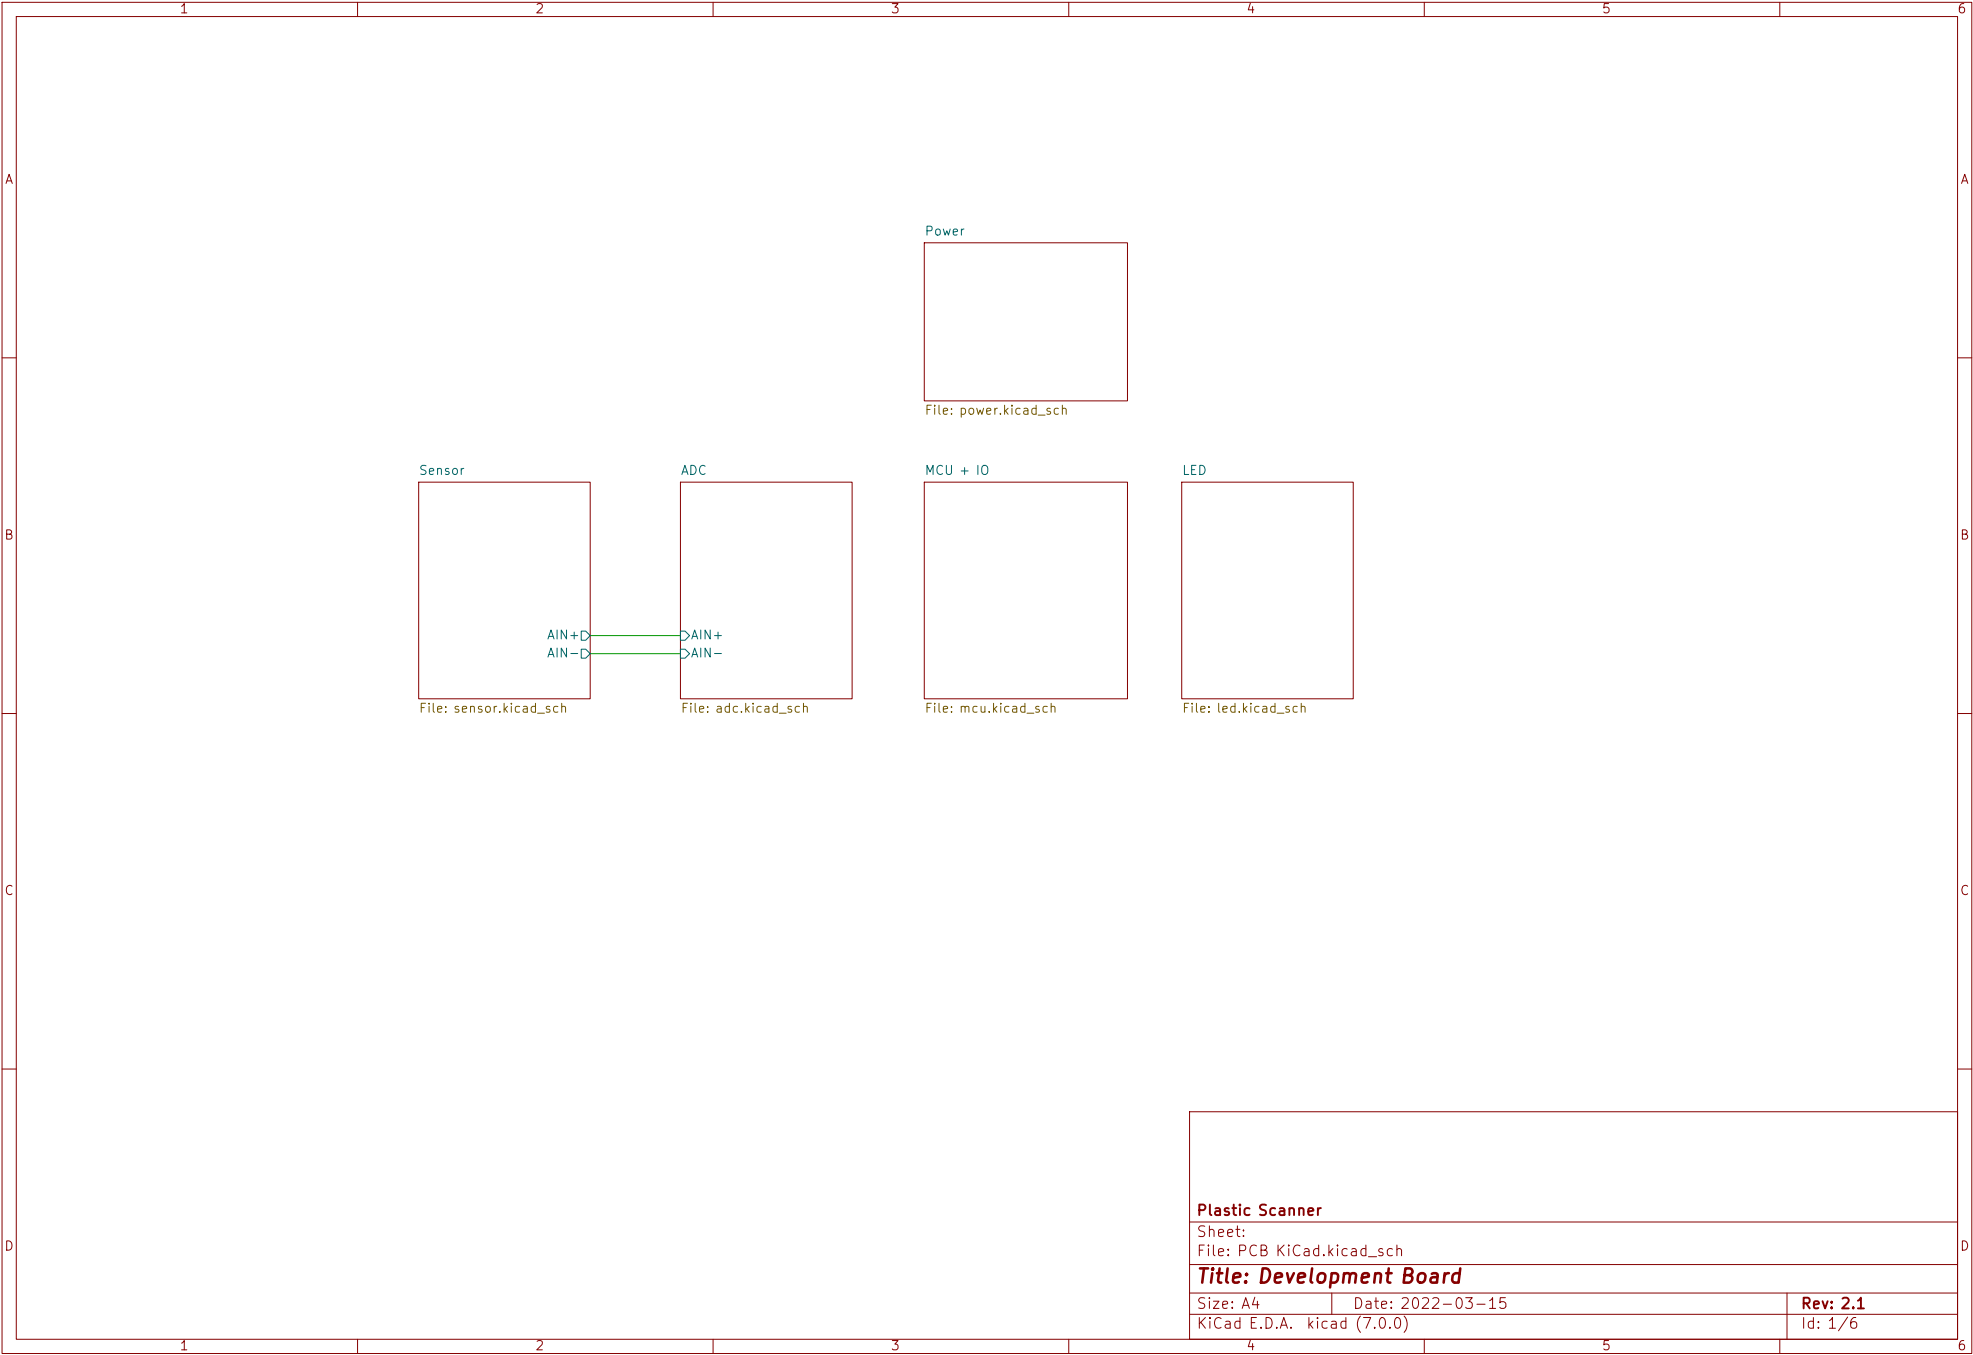 1 2 3 4 5 6
A A
Power
File: power.kicad_sch
Sensor ADC MCU + IO LED
B B
AIN+ AIN+
AIN- AIN-
File: sensor.kicad_sch File: adc.kicad_sch File: mcu.kicad_sch File: led.kicad_sch
C C
Plastic Scanner
Sheet:
D D
File: PCB KiCad.kicad_sch
Title: Development Board
Size: A4 Date: 2022-03-15 Rev: 2.1
KiCad E.D.A. kicad (7.0.0) Id: 1/6
1 2 3 4 5 6